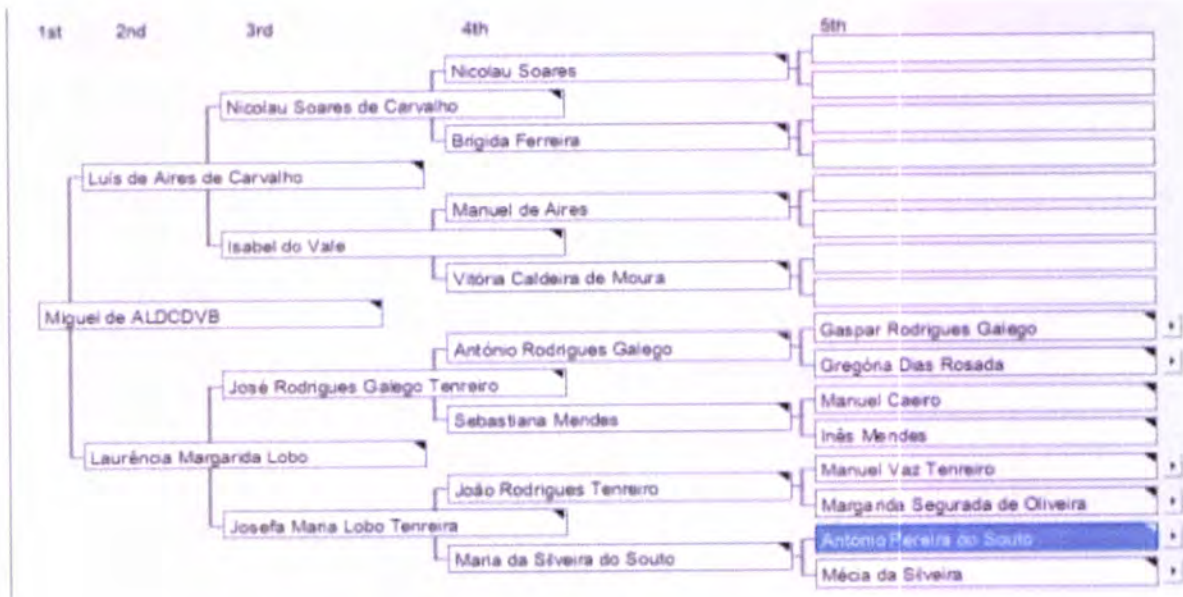 1st 2nd 3rd 4th 5th
Nicolau Soares
Nicolau Soares de Carvalho
Brígida Ferreira
Luís de Aires de Carvalho
Manuel de Aires
Isabel do Vale
Vitória Caldeira de Moura
Miguel de ALDCDVB
Gaspar Rodrigues Galego
António Rodrigues Galego
Gregória Dias Rosada
José Rodrigues Galego Tenreiro
Manuel Caeiro
Sebastiana Mendes
Inês Mendes
Laurência Margarida Lobo
Manuel Vaz Tenreiro
João Rodrigues Tenreiro
Margarida Segurada de Oliveira
Josefa Maria Lobo Tenreira
António Pereira do Souto
Maria da Silveira do Souto
Mécia da Silveira